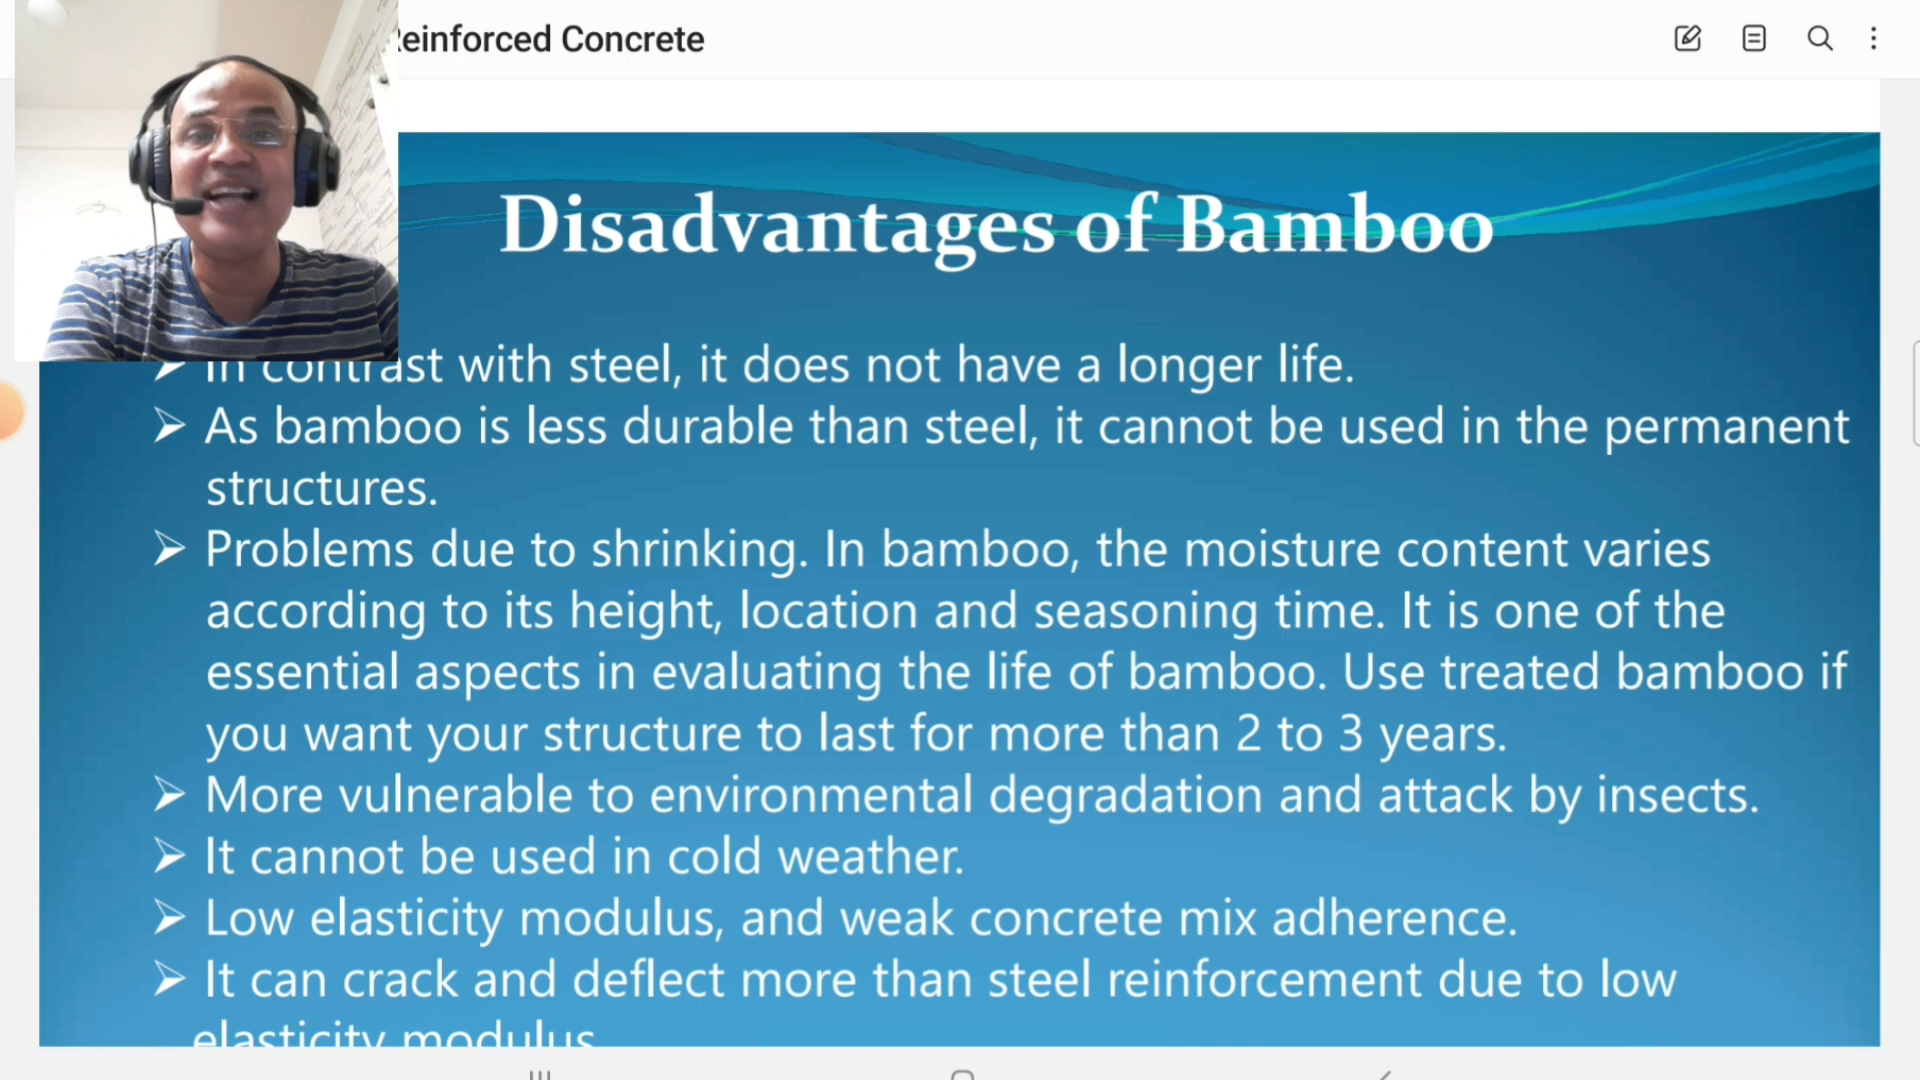 Reinforced Concrete
Disadvantages of Bamboo
➢ In contrast with steel, it does not have a longer life.
➢ As bamboo is less durable than steel, it cannot be used in the permanent
structures.
➢ Problems due to shrinking. In bamboo, the moisture content varies
according to its height, location and seasoning time. It is one of the
essential aspects in evaluating the life of bamboo. Use treated bamboo if
you want your structure to last for more than 2 to 3 years.
➢ More vulnerable to environmental degradation and attack by insects.
➢ It cannot be used in cold weather.
➢ Low elasticity modulus, and weak concrete mix adherence.
➢ It can crack and deflect more than steel reinforcement due to low
elasticity modulus